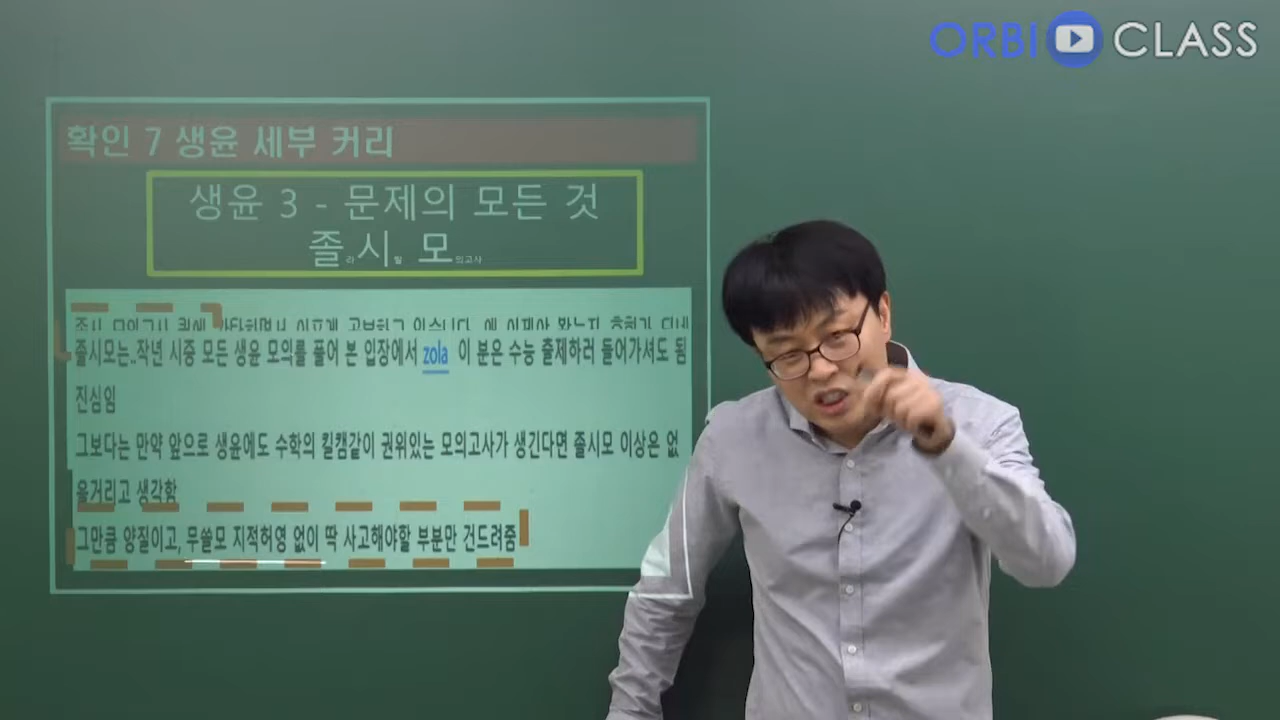 ORBI CLASS
확인 7 생윤 세부 커리
생윤 3 - 문제의 모든 것
졸라시발 모의고사
졸시모는..작년 시중 모든 생윤 모의를 풀어 본 입장에서 zola 이 분은 수능 출제하러 들어가셔도 됨
진심임
그보다는 만약 앞으로 생윤에도 수학의 킬캠같이 권위있는 모의고사가 생긴다면 졸시모 이상은 없
을거리고 생각함
그만큼 양질이고, 무쓸모 지적허영 없이 딱 사고해야할 부분만 건드려줌